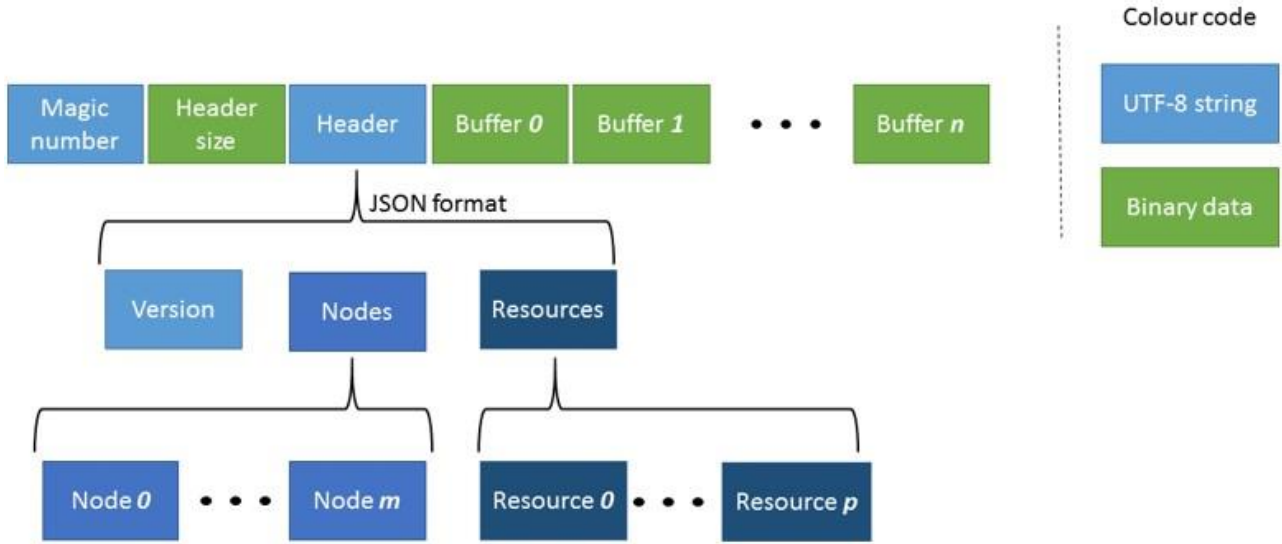 Colour code
Magic
number
Header
size
Header
Buffer 0
Buffer 1
• • •
Buffer n
UTF-8 string
Binary data
JSON format
Version
Nodes
Resources
Node 0
• • •
Node m
Resource 0
• • •
Resource p